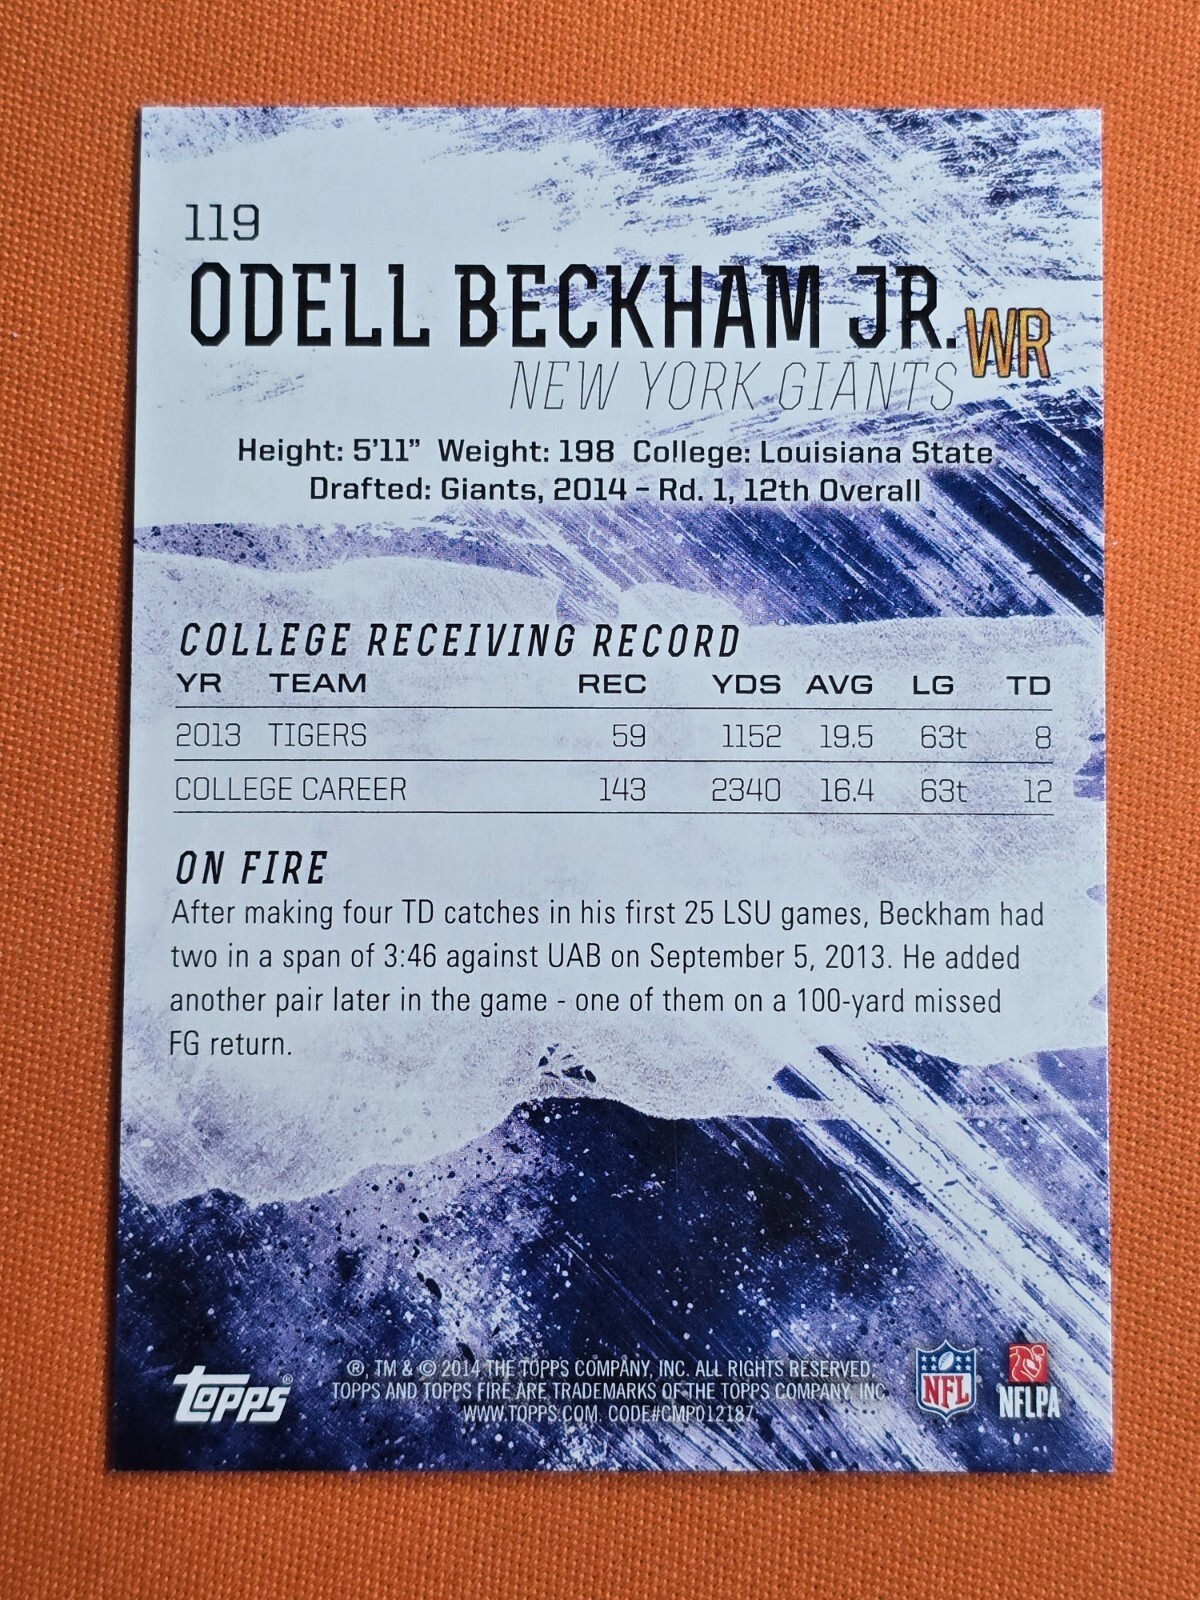 119
ODELL BECKHAM JR.
WR
NEW YORK GIANTS
Height: 5'11" Weight: 198 College: Louisiana State
Drafted: Giants, 2014 – Rd. 1, 12th Overall
COLLEGE RECEIVING RECORD
YR TEAM REC YDS AVG LG TD
2013 TIGERS 59 1152 19.5 63t 8
COLLEGE CAREER 143 2340 16.4 63t 12
ON FIRE
After making four TD catches in his first 25 LSU games, Beckham had
two in a span of 3:46 against UAB on September 5, 2013. He added
another pair later in the game - one of them on a 100-yard missed
FG return.
®, TM & © 2014 THE TOPPS COMPANY, INC. ALL RIGHTS RESERVED.
TOPPS AND TOPPS FIRE ARE TRADEMARKS OF THE TOPPS COMPANY, INC.
WWW.TOPPS.COM. CODE#CMP012187
Topps®
NFL
NFLPA